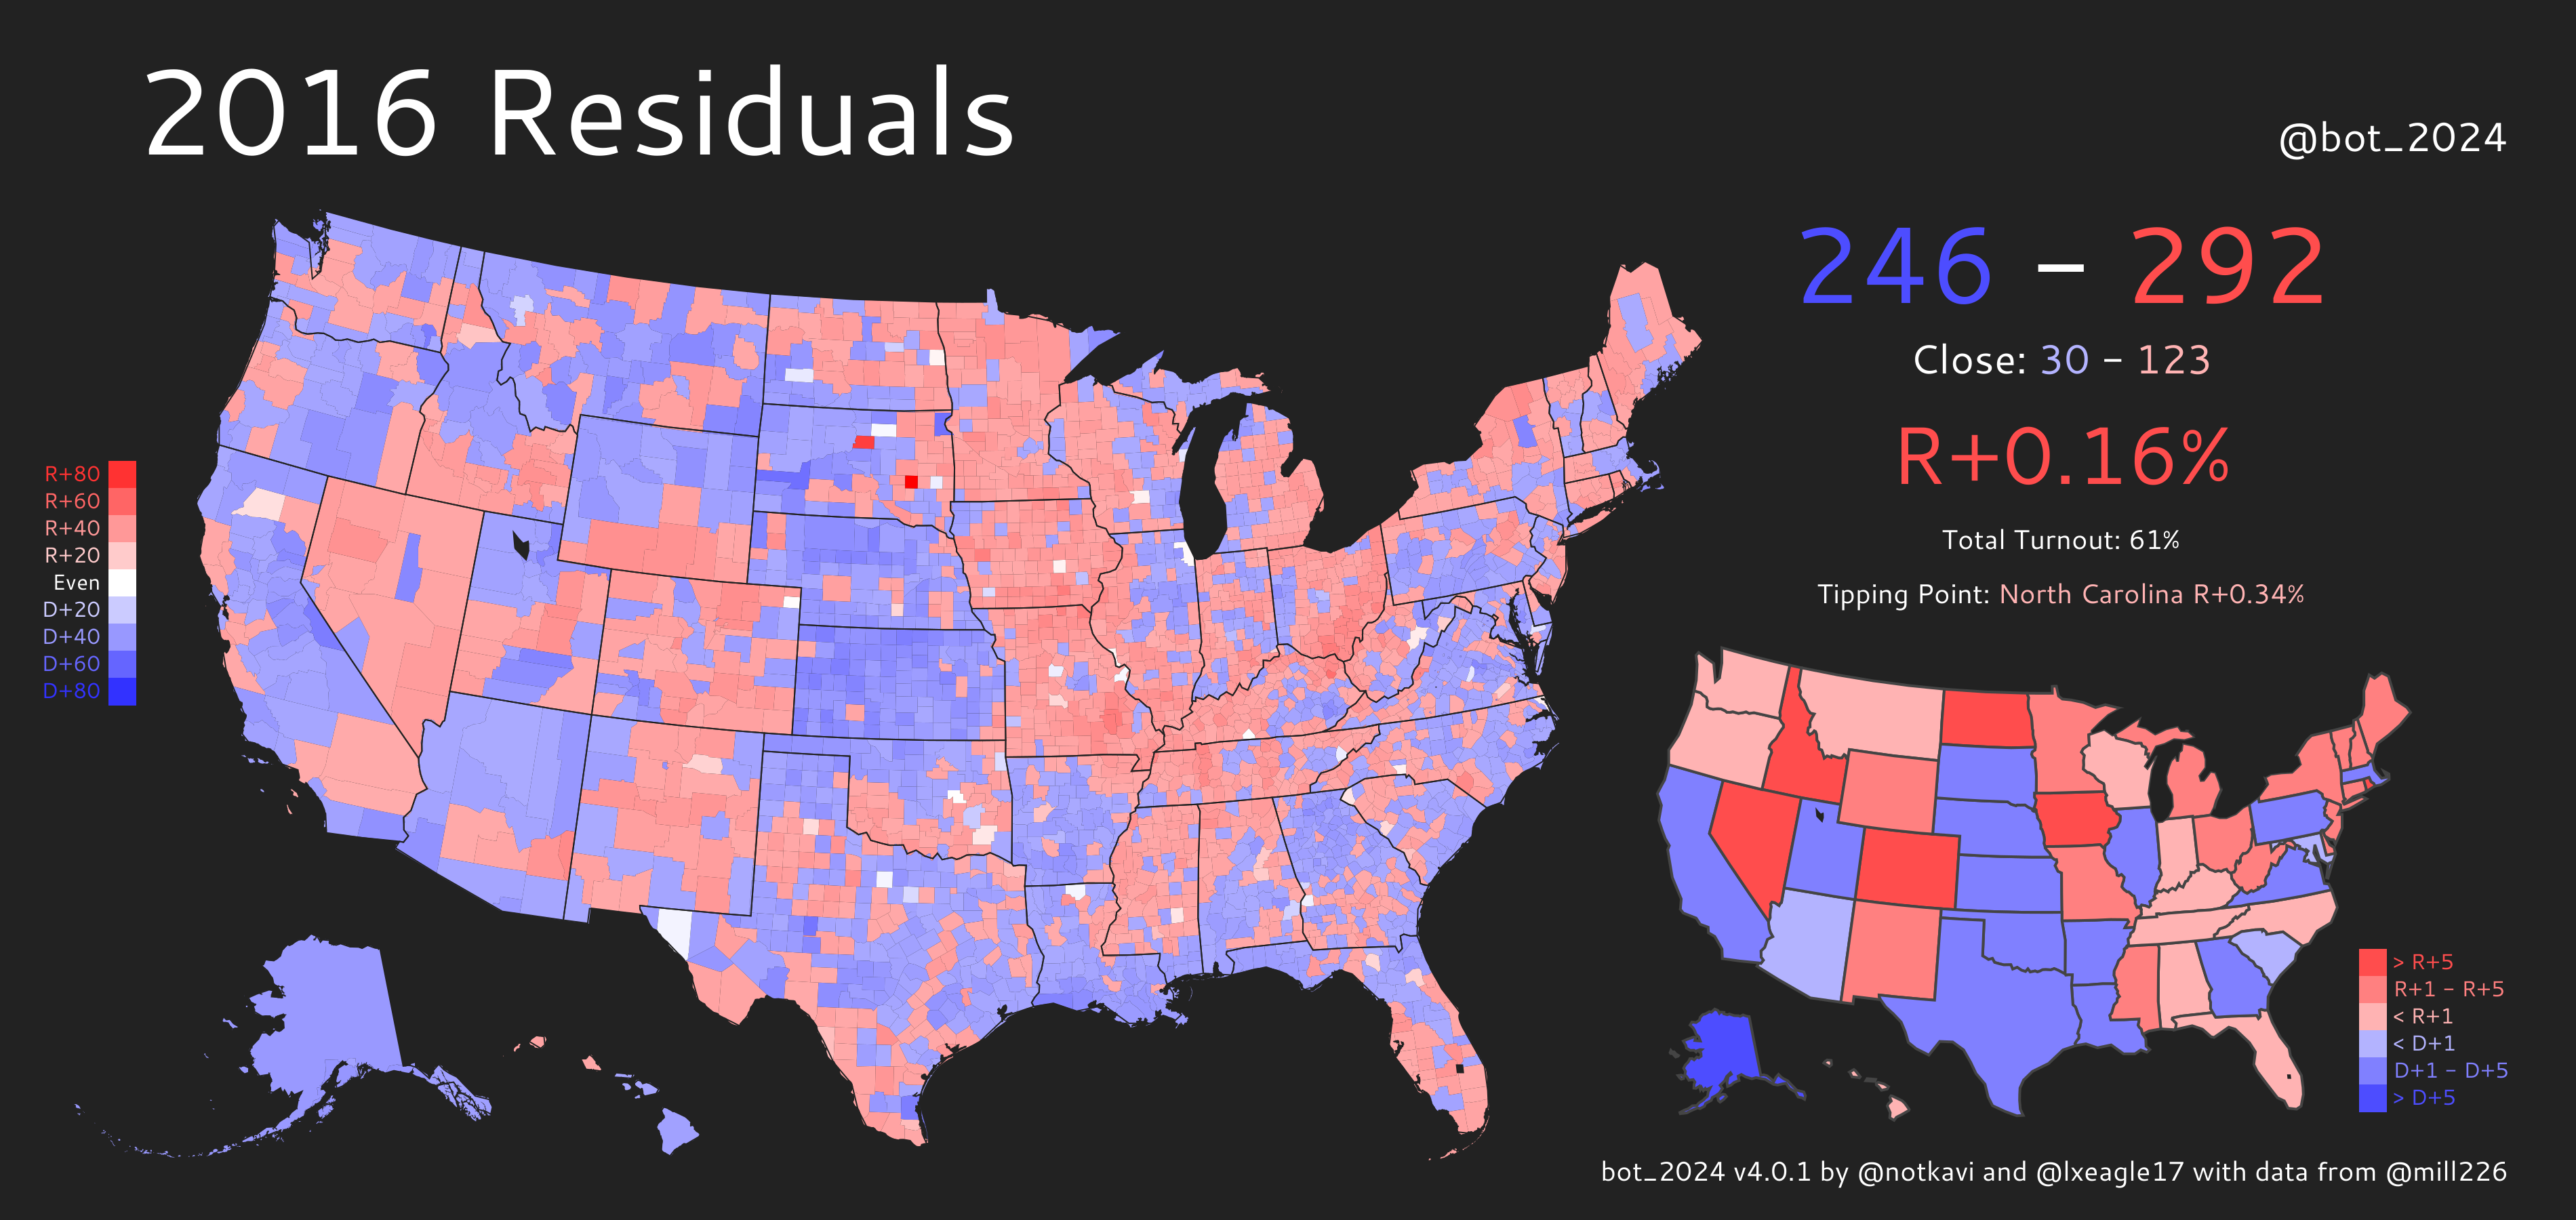 2016 Residuals
@bot_2024
246 – 292
Close: 30 – 123
R+0.16%
Total Turnout: 61%
Tipping Point: North Carolina R+0.34%
R+80
R+60
R+40
R+20
Even
D+20
D+40
D+60
D+80
> R+5
R+1 – R+5
< R+1
< D+1
D+1 – D+5
> D+5
bot_2024 v4.0.1 by @notkavi and @lxeagle17 with data from @mill226